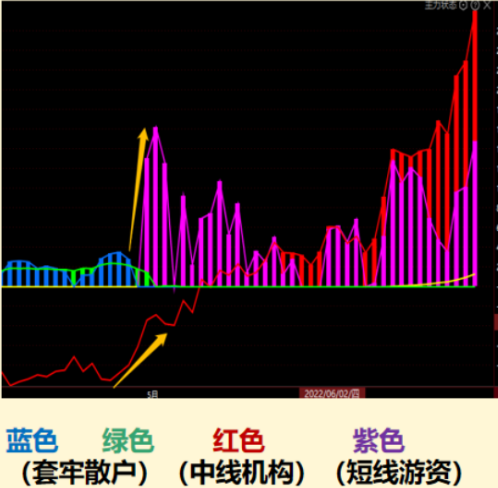 主力状态
5月
2022/06/02/四
蓝色 绿色 红色 紫色
(套牢散户) (中线机构) (短线游资)